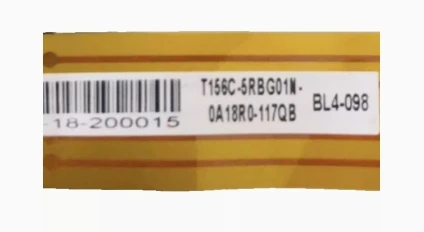 -18-200015
T156C-5RBG01N-
0A18R0-117QB
BL4-098